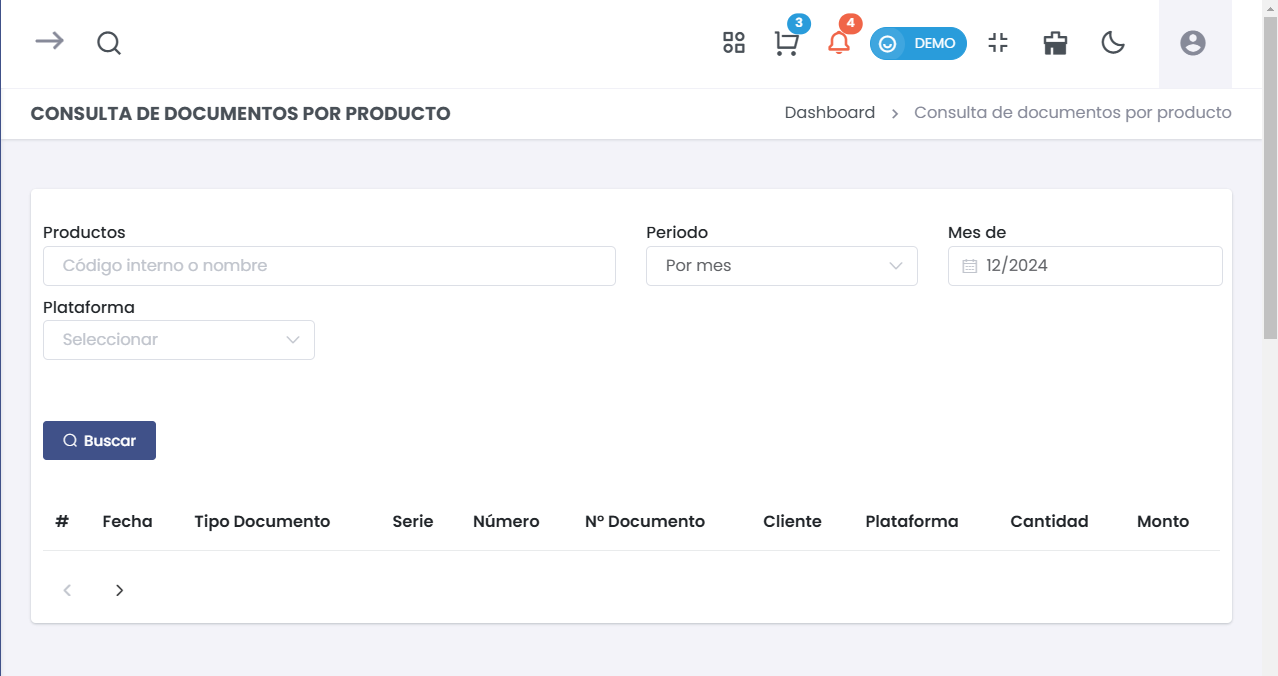 3
4
DEMO
CONSULTA DE DOCUMENTOS POR PRODUCTO
Dashboard > Consulta de documentos por producto
Productos
Periodo
Mes de
Código interno o nombre
Por mes
12/2024
Plataforma
Seleccionar
Buscar
# Fecha Tipo Documento Serie Número Nº Documento Cliente Plataforma Cantidad Monto